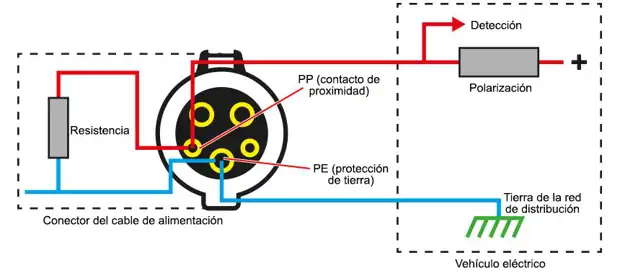 Detección
+
PP (contacto de
proximidad)
Polarización
Resistencia
PE (protección
de tierra)
Tierra de la red
de distribución
Conector del cable de alimentación
Vehículo eléctrico